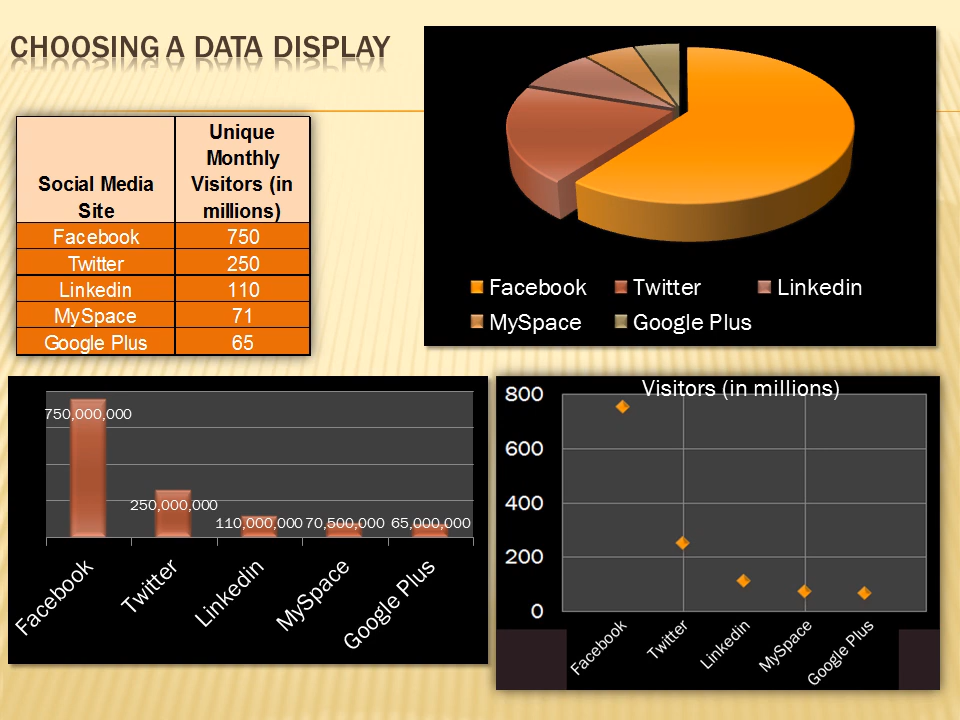 CHOOSING A DATA DISPLAY
Social Media
Site
Unique
Monthly
Visitors (in
millions)
Facebook 750
Twitter 250
Linkedin 110
MySpace 71
Google Plus 65
Facebook Twitter Linkedin
MySpace Google Plus
750,000,000
250,000,000
110,000,000 70,500,000 65,000,000
Facebook Twitter Linkedin MySpace Google Plus
Visitors (in millions)
800
600
400
200
0
Facebook Twitter Linkedin MySpace Google Plus